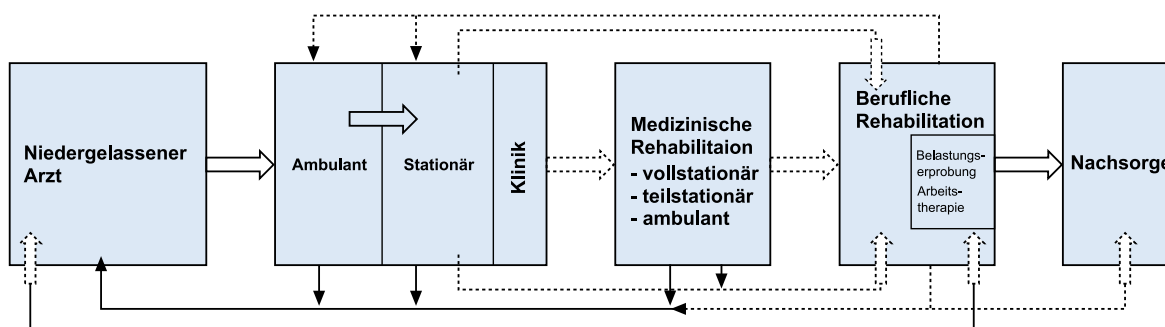 Niedergelassener
Arzt
Ambulant
Stationär
Klinik
Medizinische
Rehabilitaion
- vollstationär
- teilstationär
- ambulant
Berufliche
Rehabilitation
Belastungs-
erprobung
Arbeits-
therapie
Nachsorge